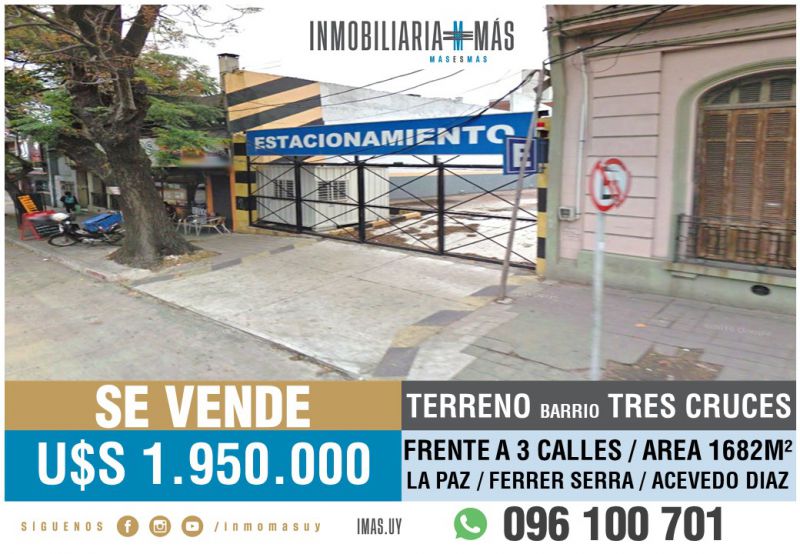 INMOBILIARIA MÁS
MASESMAS
ESTACIONAMIENTO
E
SE VENDE
U$S 1.950.000
TERRENO BARRIO TRES CRUCES
FRENTE A 3 CALLES / AREA 1682M²
LA PAZ / FERRER SERRA / ACEVEDO DIAZ
SÍGUENOS /inmomasuy
IMAS.UY
096 100 701